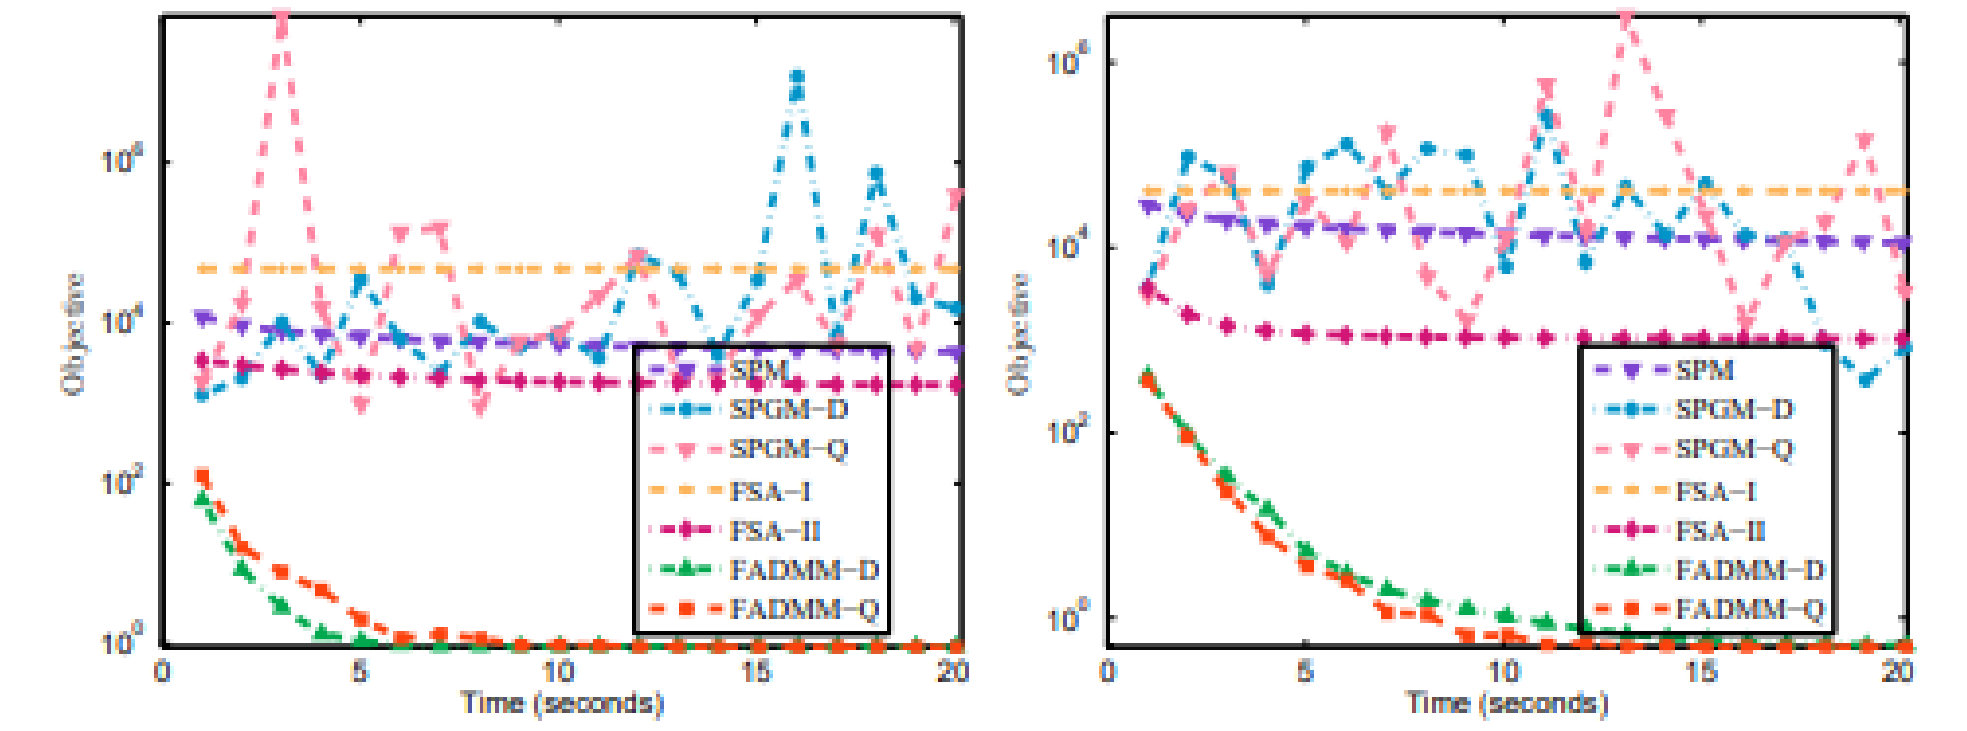 10^6
10^4
10^2
10^0
Objective
0 5 10 15 20
Time (seconds)
SPM
SPGM-D
SPGM-Q
FSA-I
FSA-II
FADMM-D
FADMM-Q
10^6
10^4
10^2
10^0
Objective
0 5 10 15 20
Time (seconds)
SPM
SPGM-D
SPGM-Q
FSA-I
FSA-II
FADMM-D
FADMM-Q